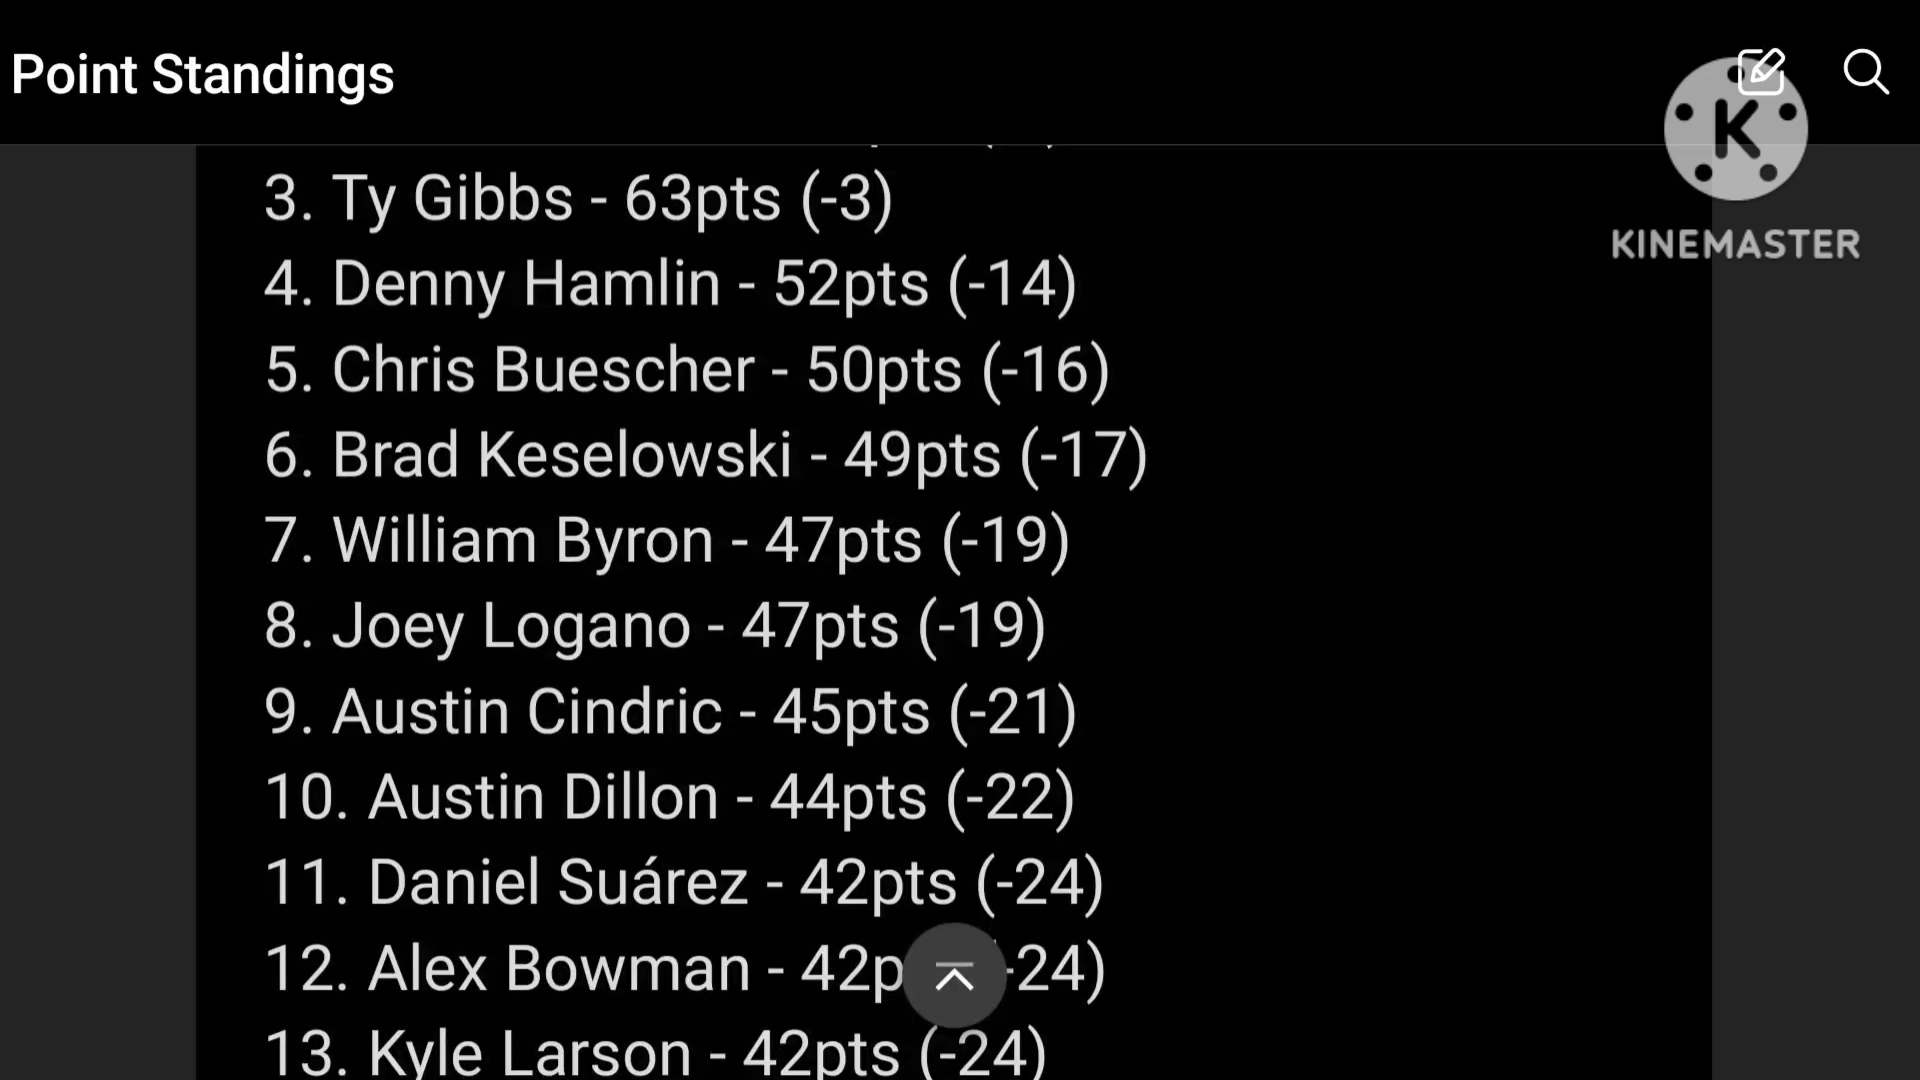 Point Standings
K
KINEMASTER
3. Ty Gibbs - 63pts (-3)
4. Denny Hamlin - 52pts (-14)
5. Chris Buescher - 50pts (-16)
6. Brad Keselowski - 49pts (-17)
7. William Byron - 47pts (-19)
8. Joey Logano - 47pts (-19)
9. Austin Cindric - 45pts (-21)
10. Austin Dillon - 44pts (-22)
11. Daniel Suárez - 42pts (-24)
12. Alex Bowman - 42p -24)
13. Kyle Larson - 42pts (-24)